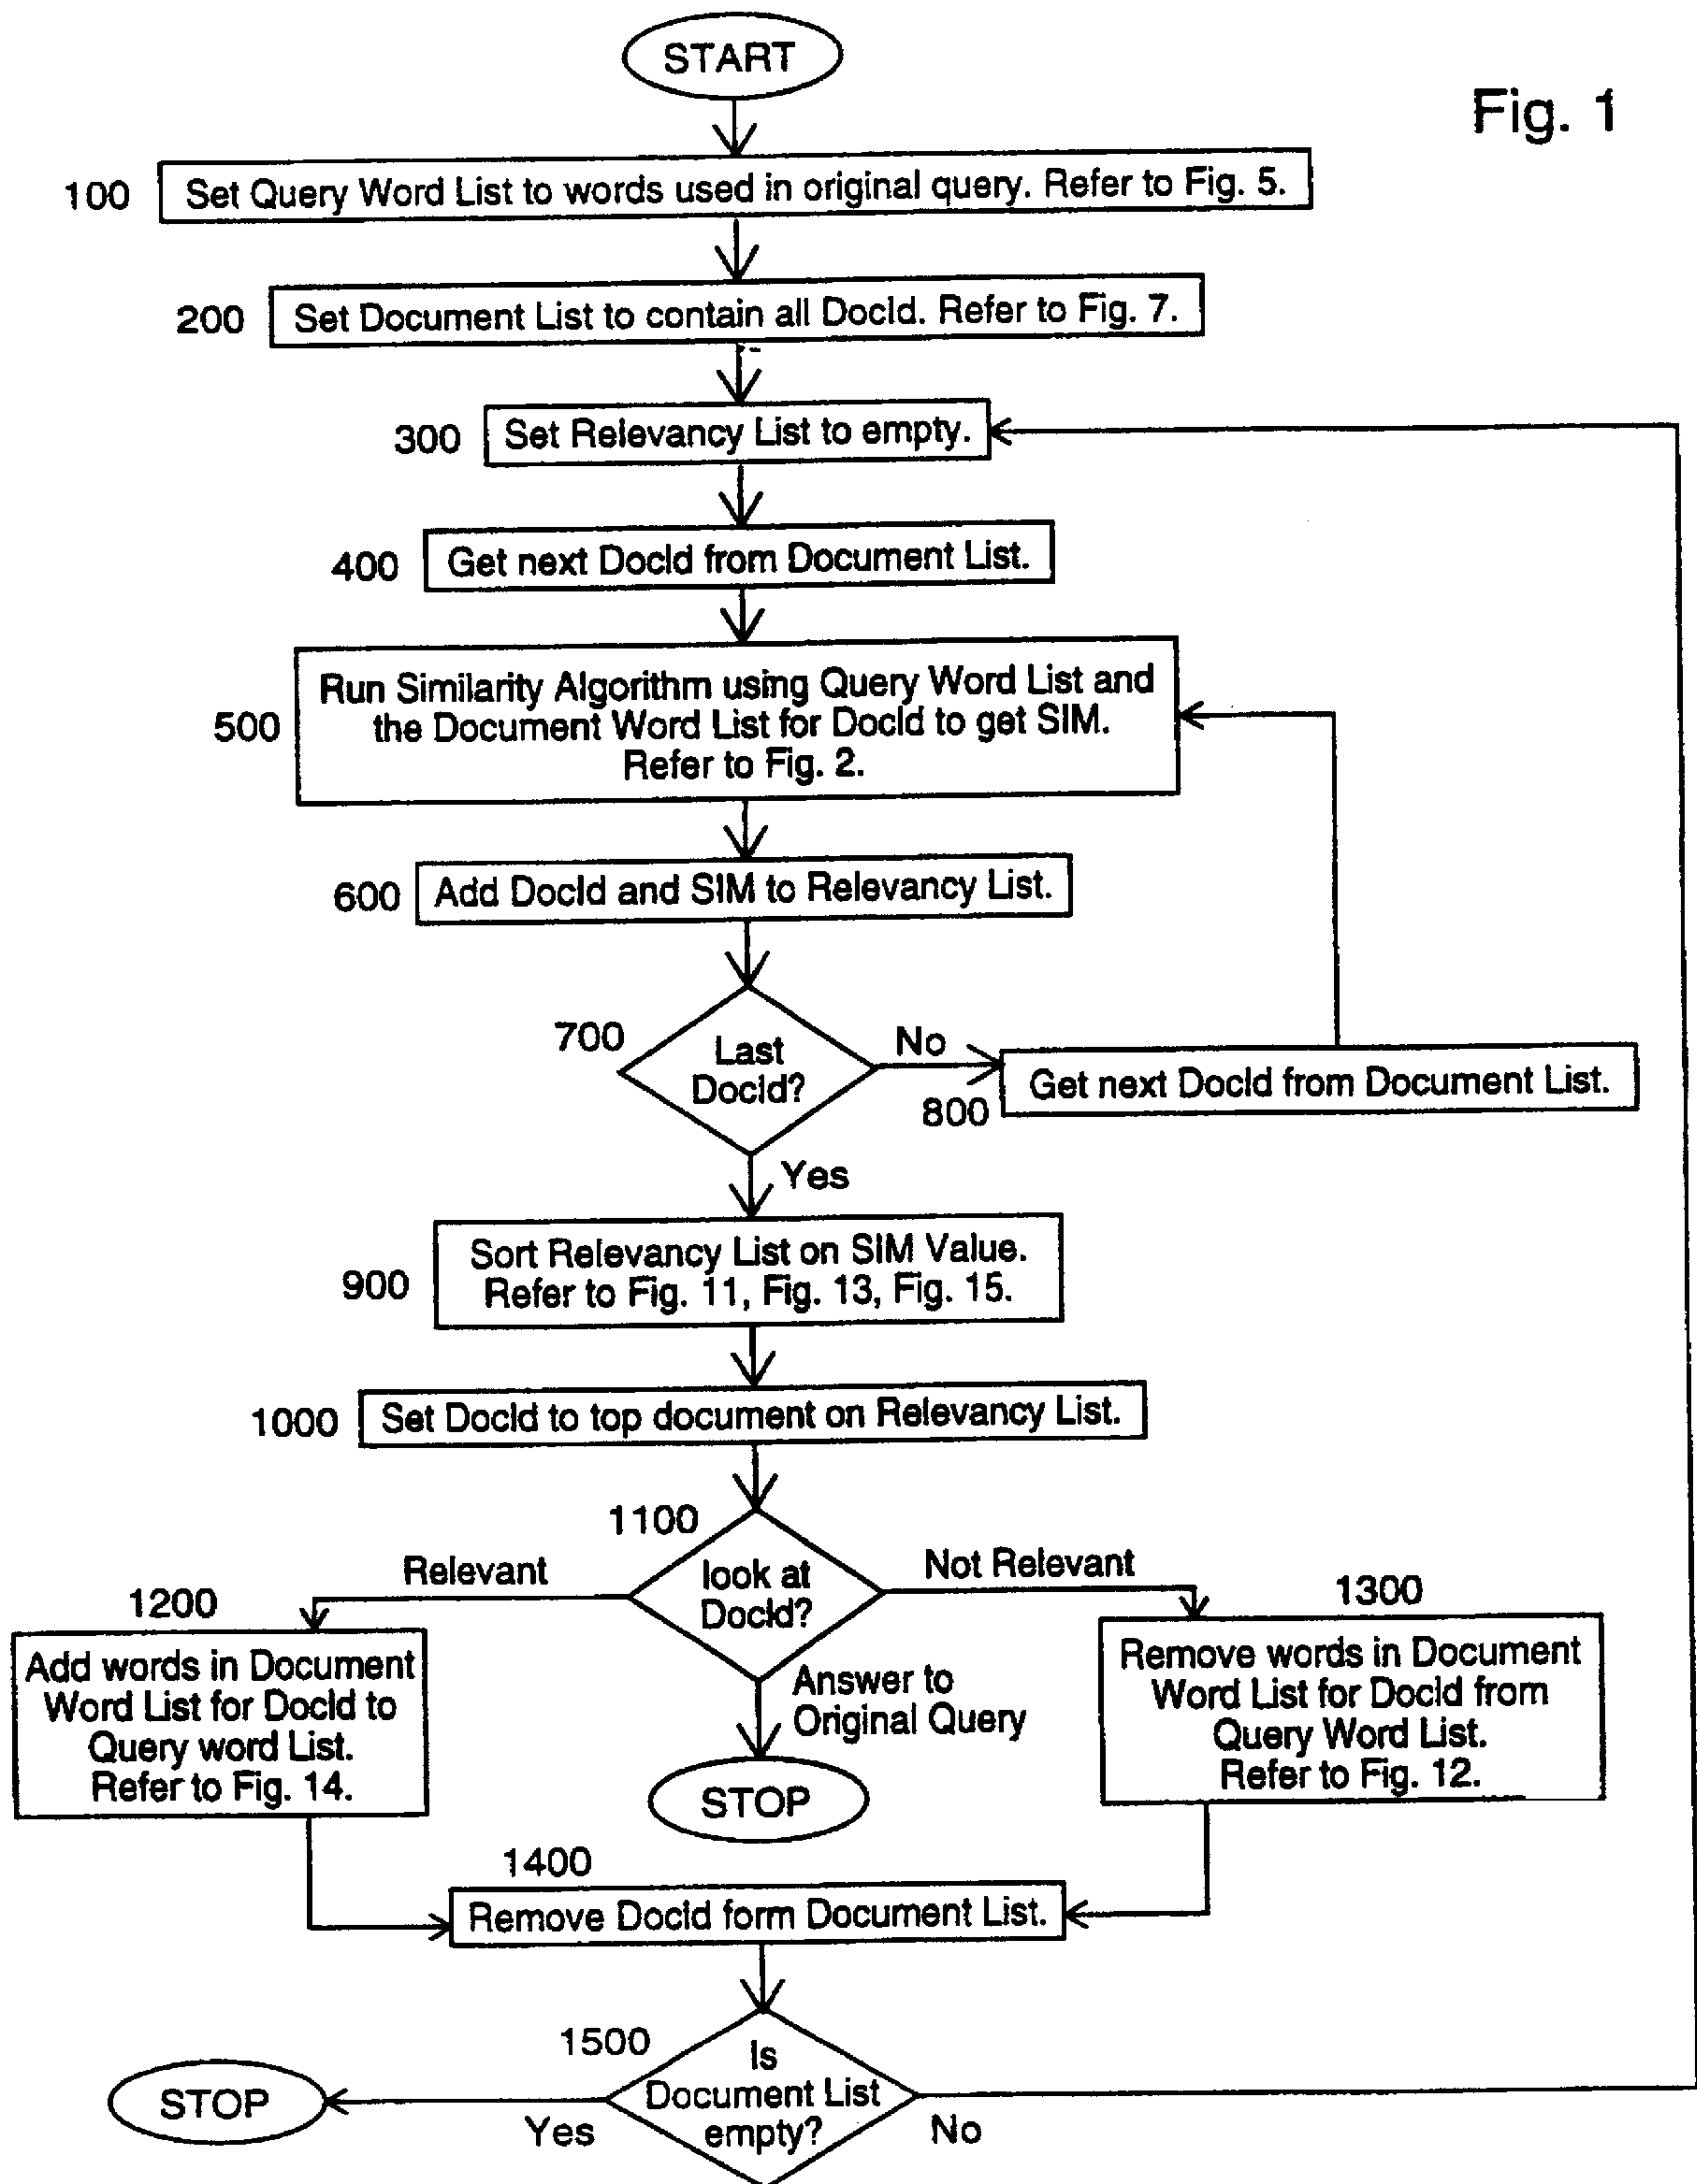 START
Fig. 1
100
Set Query Word List to words used in original query. Refer to Fig. 5.
200
Set Document List to contain all DocId. Refer to Fig. 7.
300
Set Relevancy List to empty.
400
Get next DocId from Document List.
500
Run Similarity Algorithm using Query Word List and
the Document Word List for DocId to get SIM.
Refer to Fig. 2.
600
Add DocId and SIM to Relevancy List.
700
Last
DocId?
No
800
Get next DocId from Document List.
Yes
900
Sort Relevancy List on SIM Value.
Refer to Fig. 11, Fig. 13, Fig. 15.
1000
Set DocId to top document on Relevancy List.
1100
look at
DocId?
Relevant
Not Relevant
1200
Add words in Document
Word List for DocId to
Query word List.
Refer to Fig. 14.
Answer to
Original Query
STOP
1300
Remove words in Document
Word List for DocId from
Query Word List.
Refer to Fig. 12.
1400
Remove DocId form Document List.
1500
Is
Document List
empty?
Yes
No
STOP